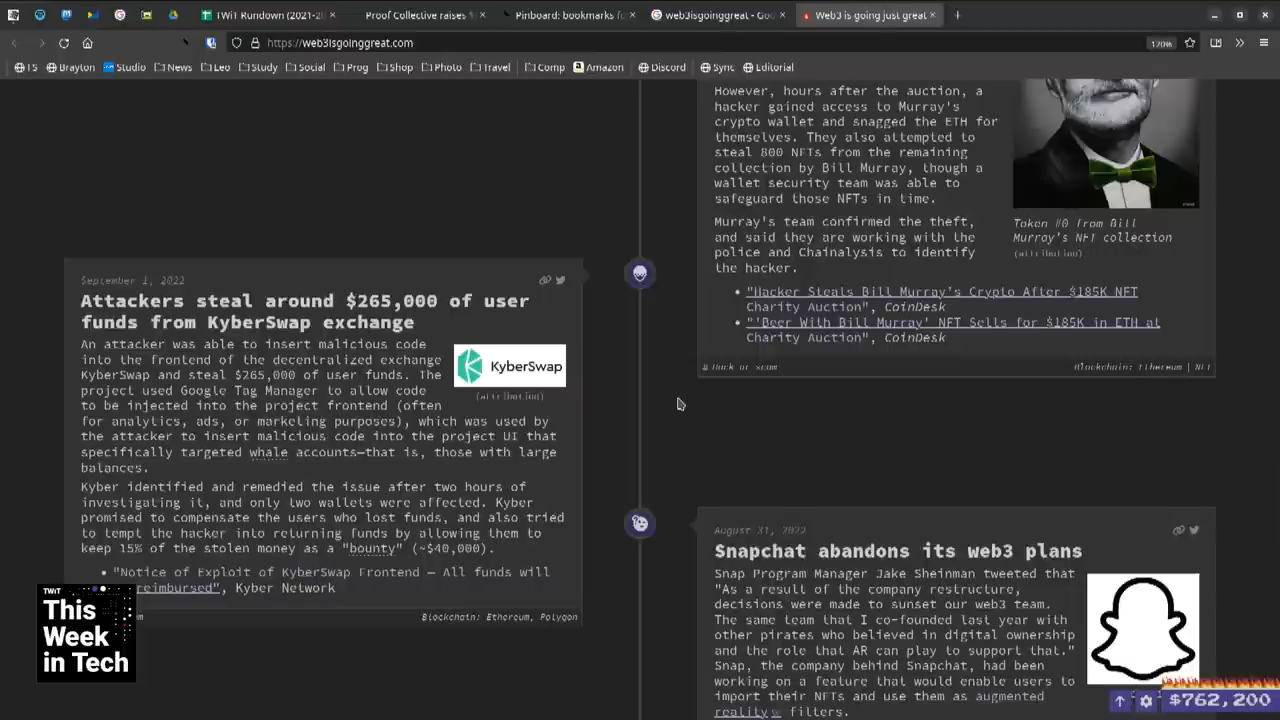 TWiT Rundown (2021-2
Proof Collective raises
Pinboard: bookmarks fo
web3isgoinggreat - Goo
Web3 is going just great
https://web3isgoinggreat.com
120%
TS
Brayton
Studio
News
Leo
Study
Social
Prog
Shop
Photo
Travel
Comp
Amazon
Discord
Sync
Editorial
However, hours after the auction, a
hacker gained access to Murray's
crypto wallet and snagged the ETH for
themselves. They also attempted to
steal 800 NFTs from the remaining
collection by Bill Murray, though a
wallet security team was able to
safeguard those NFTs in time.
Murray's team confirmed the theft,
and said they are working with the
police and Chainalysis to identify
the hacker.
Token #0 from Bill
Murray's NFT collection
(attribution)
• "Hacker Steals Bill Murray's Crypto After $185K NFT
Charity Auction", CoinDesk
• "'Beer With Bill Murray' NFT Sells for $185K in ETH at
Charity Auction", CoinDesk
# Hack or scam
Blockchain: Ethereum | NFT
September 1, 2022
Attackers steal around $265,000 of user
funds from KyberSwap exchange
An attacker was able to insert malicious code
into the frontend of the decentralized exchange
KyberSwap and steal $265,000 of user funds. The
project used Google Tag Manager to allow code
to be injected into the project frontend (often
for analytics, ads, or marketing purposes), which was used by
the attacker to insert malicious code into the project UI that
specifically targeted whale accounts—that is, those with large
balances.
KyberSwap
(attribution)
Kyber identified and remedied the issue after two hours of
investigating it, and only two wallets were affected. Kyber
promised to compensate the users who lost funds, and also tried
to tempt the hacker into returning funds by allowing them to
keep 15% of the stolen money as a "bounty" (~$40,000).
• "Notice of Exploit of KyberSwap Frontend — All funds will
reimbursed", Kyber Network
Blockchain: Ethereum, Polygon
August 31, 2022
Snapchat abandons its web3 plans
Snap Program Manager Jake Sheinman tweeted that
"As a result of the company restructure,
decisions were made to sunset our web3 team.
The same team that I co-founded last year with
other pirates who believed in digital ownership
and the role that AR can play to support that."
Snap, the company behind Snapchat, had been
working on a feature that would enable users to
import their NFTs and use them as augmented
reality filters.
TWiT
This
Week
in Tech
$762,200